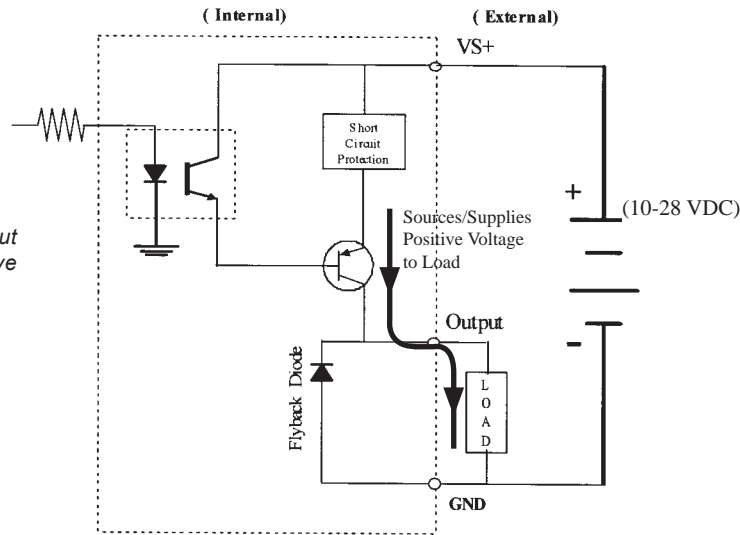 ( Internal)
( External)
VS+
Short
Circuit
Protection
+
(10-28 VDC)
Sources/Supplies
Positive Voltage
to Load
Output
-
Flyback Diode
L
O
A
D
GND